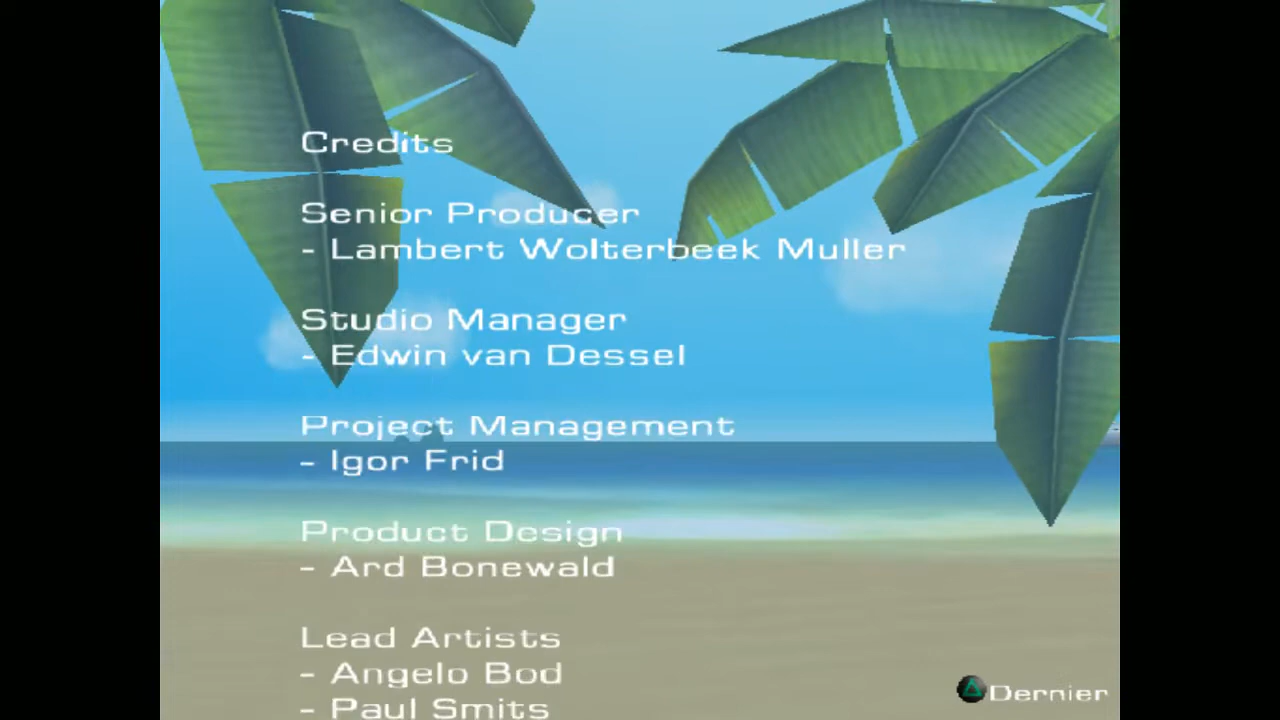 Credits
Senior Producer
- Lambert Wolterbeek Muller
Studio Manager
- Edwin van Dessel
Project Management
- Igor Frid
Product Design
- Ard Bonewald
Lead Artists
- Angelo Bod
- Paul Smits
Dernier